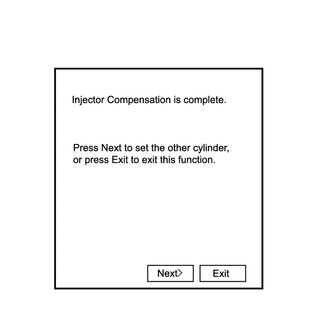 Injector Compensation is complete.
Press Next to set the other cylinder,
or press Exit to exit this function.
Next>
Exit